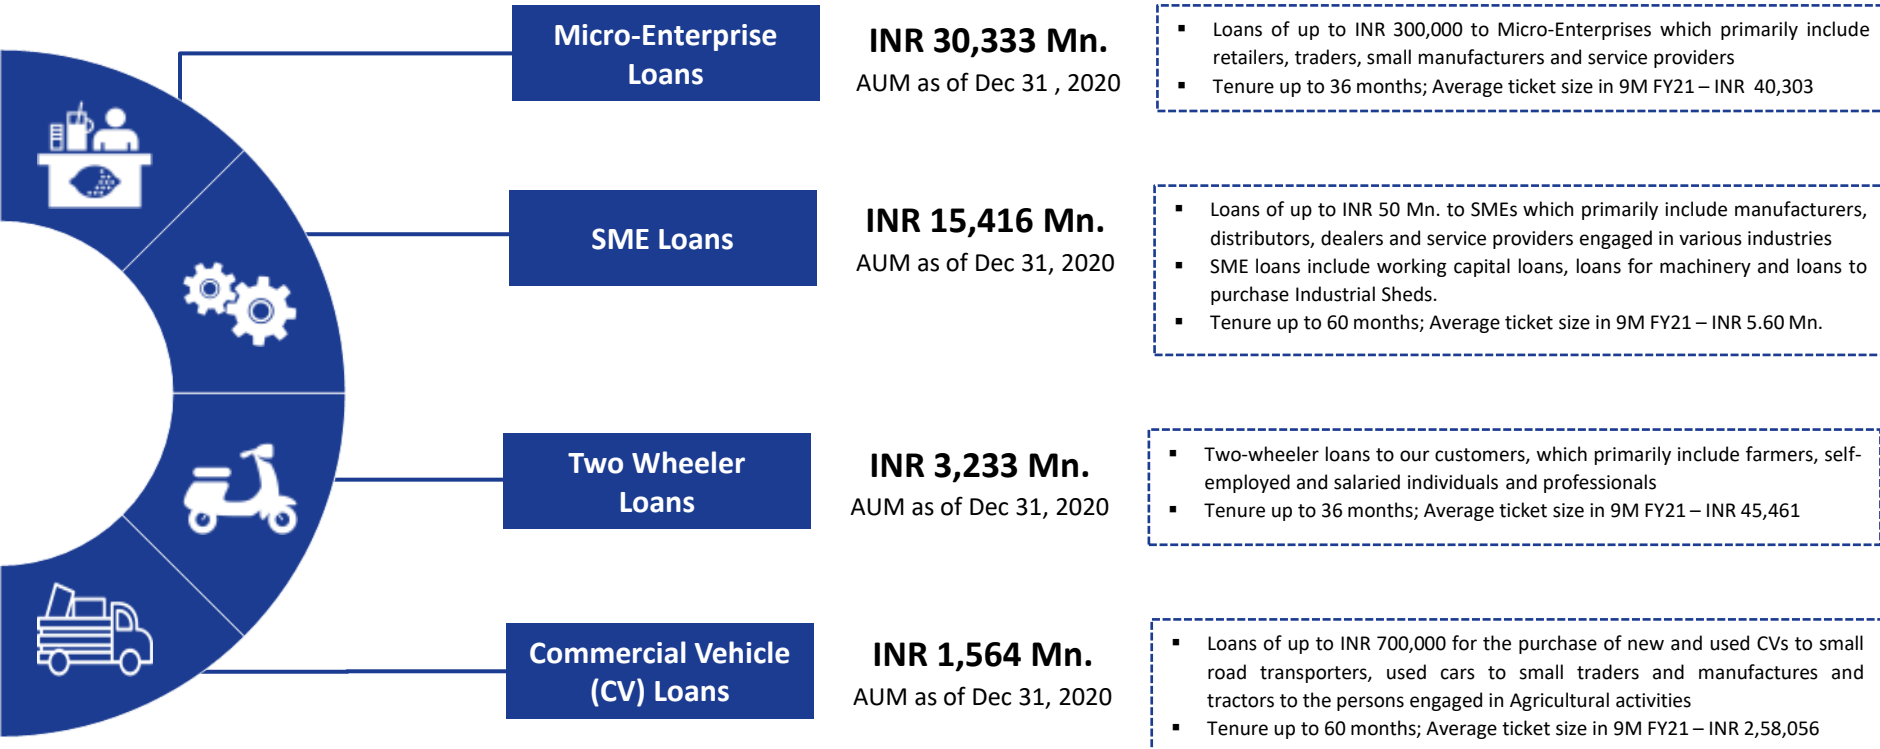 Micro-Enterprise
Loans
INR 30,333 Mn.
AUM as of Dec 31 , 2020
▪ Loans of up to INR 300,000 to Micro-Enterprises which primarily include
retailers, traders, small manufacturers and service providers
▪ Tenure up to 36 months; Average ticket size in 9M FY21 – INR 40,303
SME Loans
INR 15,416 Mn.
AUM as of Dec 31, 2020
▪ Loans of up to INR 50 Mn. to SMEs which primarily include manufacturers,
distributors, dealers and service providers engaged in various industries
▪ SME loans include working capital loans, loans for machinery and loans to
purchase Industrial Sheds.
▪ Tenure up to 60 months; Average ticket size in 9M FY21 – INR 5.60 Mn.
Two Wheeler
Loans
INR 3,233 Mn.
AUM as of Dec 31, 2020
▪ Two-wheeler loans to our customers, which primarily include farmers, self-
employed and salaried individuals and professionals
▪ Tenure up to 36 months; Average ticket size in 9M FY21 – INR 45,461
Commercial Vehicle
(CV) Loans
INR 1,564 Mn.
AUM as of Dec 31, 2020
▪ Loans of up to INR 700,000 for the purchase of new and used CVs to small
road transporters, used cars to small traders and manufactures and
tractors to the persons engaged in Agricultural activities
▪ Tenure up to 60 months; Average ticket size in 9M FY21 – INR 2,58,056